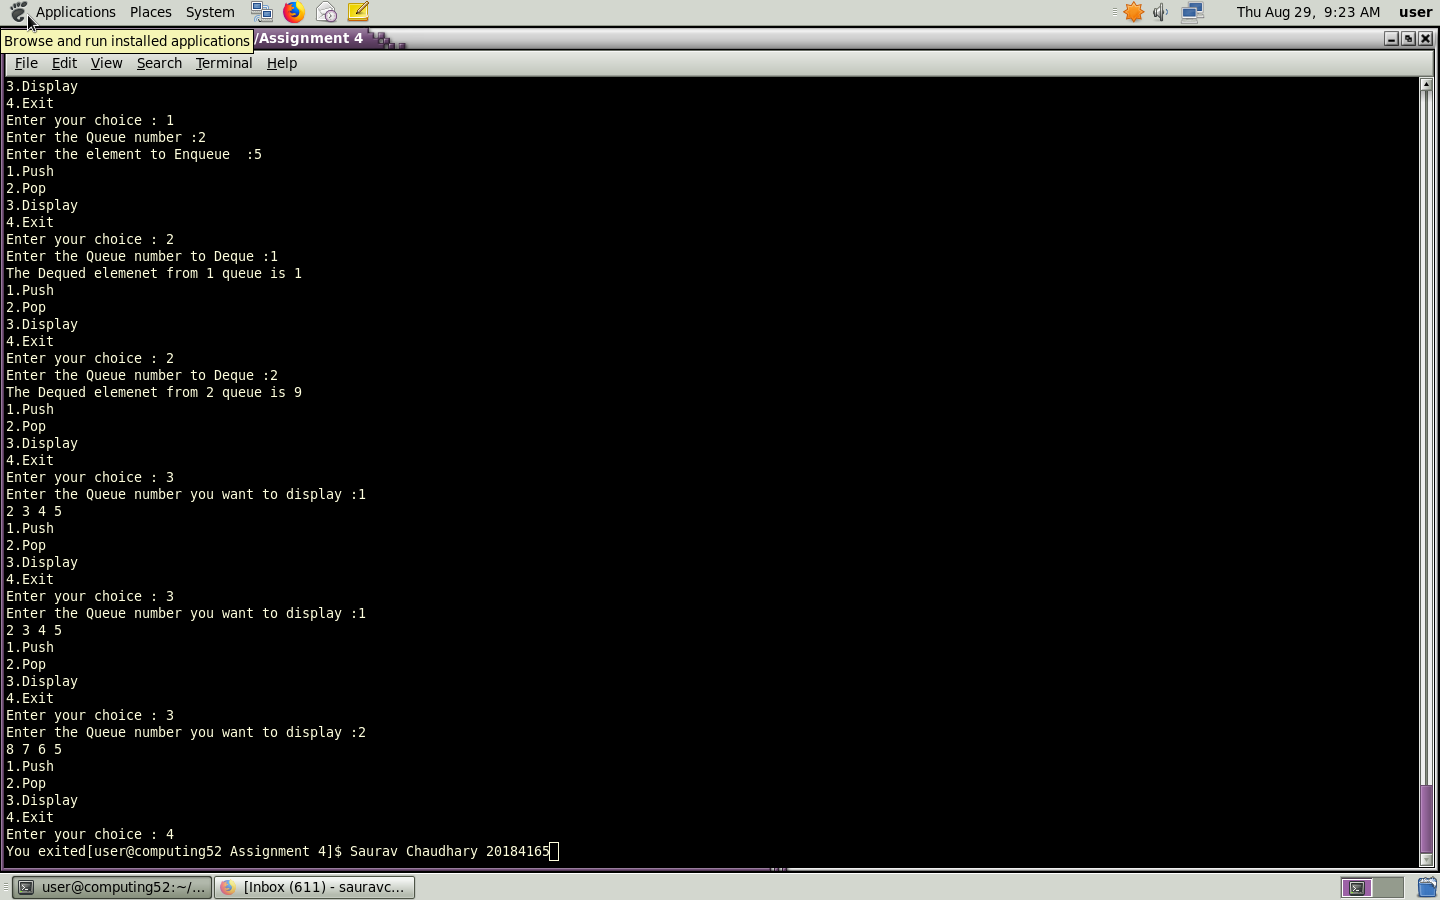 Applications Places System
Thu Aug 29, 9:23 AM user
Browse and run installed applications
/Assignment 4
File Edit View Search Terminal Help
3.Display
4.Exit
Enter your choice : 1
Enter the Queue number :2
Enter the element to Enqueue  :5
1.Push
2.Pop
3.Display
4.Exit
Enter your choice : 2
Enter the Queue number to Deque :1
The Dequed elemenet from 1 queue is 1
1.Push
2.Pop
3.Display
4.Exit
Enter your choice : 2
Enter the Queue number to Deque :2
The Dequed elemenet from 2 queue is 9
1.Push
2.Pop
3.Display
4.Exit
Enter your choice : 3
Enter the Queue number you want to display :1
2 3 4 5
1.Push
2.Pop
3.Display
4.Exit
Enter your choice : 3
Enter the Queue number you want to display :1
2 3 4 5
1.Push
2.Pop
3.Display
4.Exit
Enter your choice : 3
Enter the Queue number you want to display :2
8 7 6 5
1.Push
2.Pop
3.Display
4.Exit
Enter your choice : 4
You exited[user@computing52 Assignment 4]$ Saurav Chaudhary 20184165
user@computing52:~/... [Inbox (611) - sauravc...